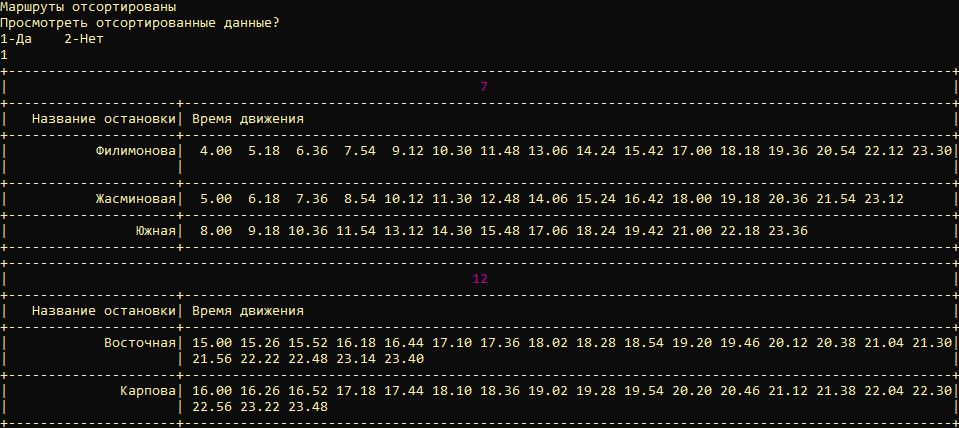 Маршруты отсортированы
Просмотреть отсортированные данные?
1-Да    2-Нет
1
7
Название остановки| Время движения
Филимонова|  4.00  5.18  6.36  7.54  9.12 10.30 11.48 13.06 14.24 15.42 17.00 18.18 19.36 20.54 22.12 23.30
Жасминовая|  5.00  6.18  7.36  8.54 10.12 11.30 12.48 14.06 15.24 16.42 18.00 19.18 20.36 21.54 23.12
Южная|  8.00  9.18 10.36 11.54 13.12 14.30 15.48 17.06 18.24 19.42 21.00 22.18 23.36
12
Название остановки| Время движения
Восточная| 15.00 15.26 15.52 16.18 16.44 17.10 17.36 18.02 18.28 18.54 19.20 19.46 20.12 20.38 21.04 21.30
21.56 22.22 22.48 23.14 23.40
Карпова| 16.00 16.26 16.52 17.18 17.44 18.10 18.36 19.02 19.28 19.54 20.20 20.46 21.12 21.38 22.04 22.30
22.56 23.22 23.48